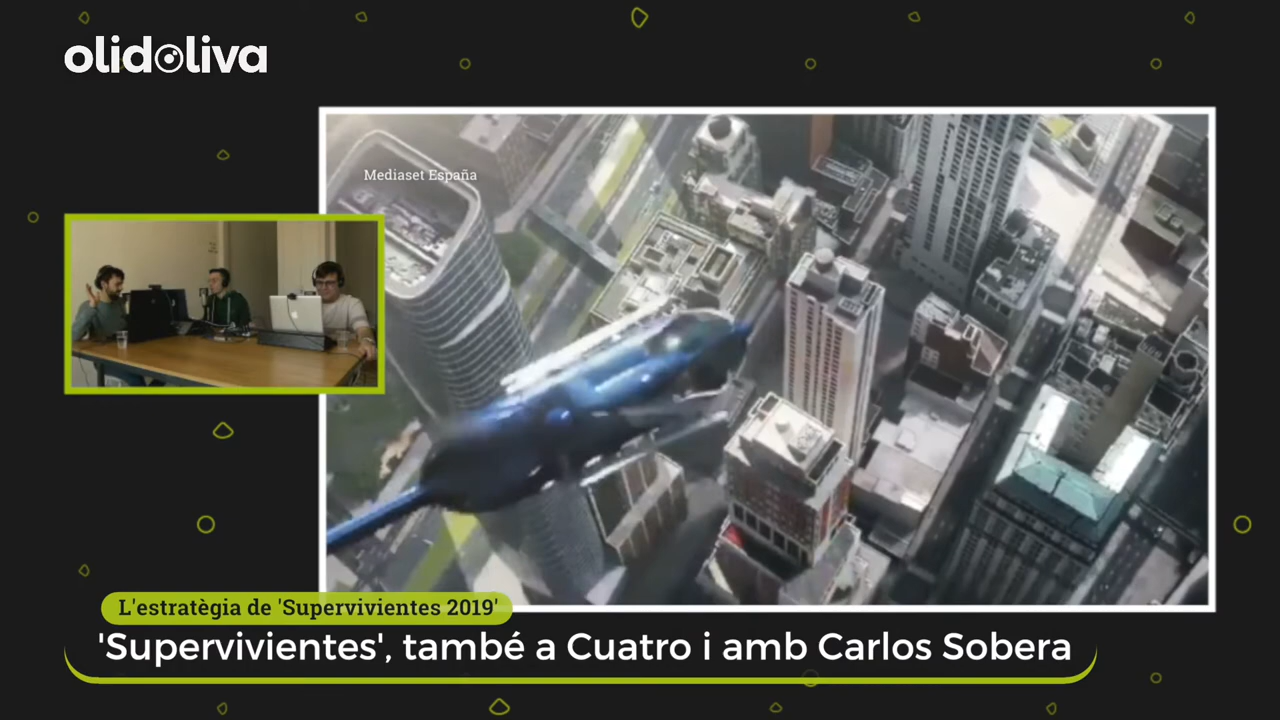 olidoliva
Mediaset España
L'estratègia de 'Supervivientes 2019'
'Supervivientes', també a Cuatro i amb Carlos Sobera